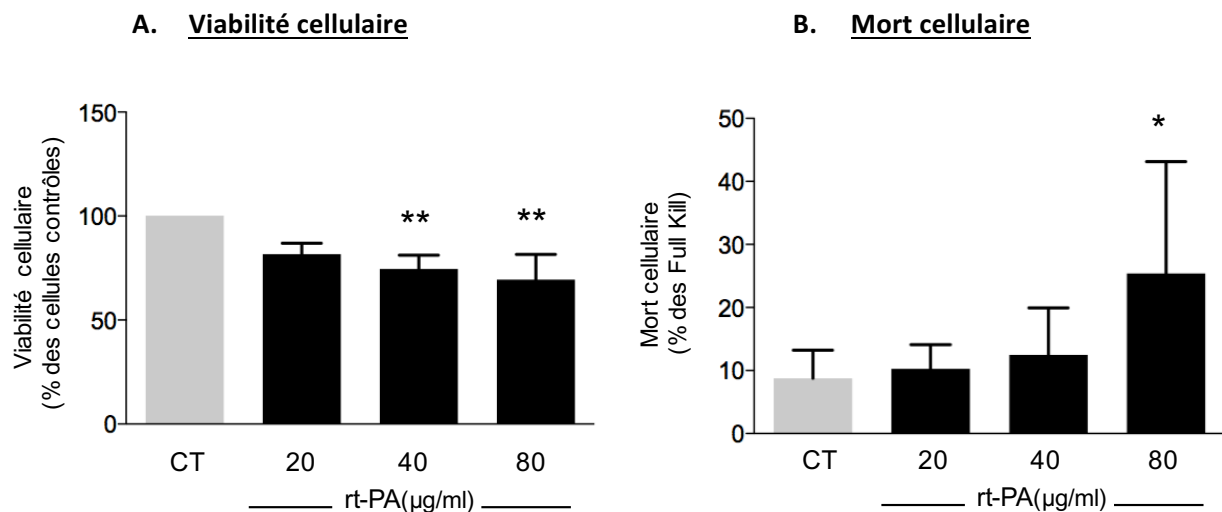 A. Viabilité cellulaire
Viabilité cellulaire
(% des cellules contrôles)
150
100
50
0
** **
CT 20 40 80
rt-PA(µg/ml)
B. Mort cellulaire
Mort cellulaire
(% des Full Kill)
50
40
30
20
10
0
*
CT 20 40 80
rt-PA(µg/ml)